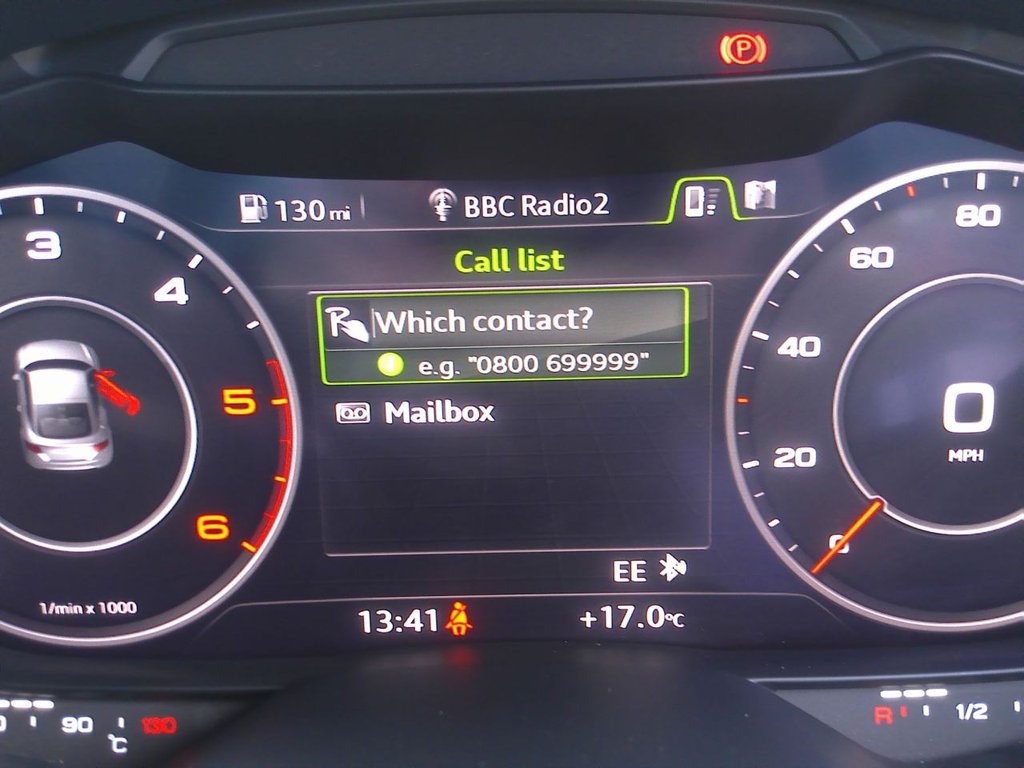 P
130 mi
BBC Radio2
Call list
Which contact?
e.g. "0800 699999"
Mailbox
EE
13:41
+17.0°C
3
4
5
6
1/min x 1000
80
60
40
20
0
0
MPH
90
130
°C
R
1/2